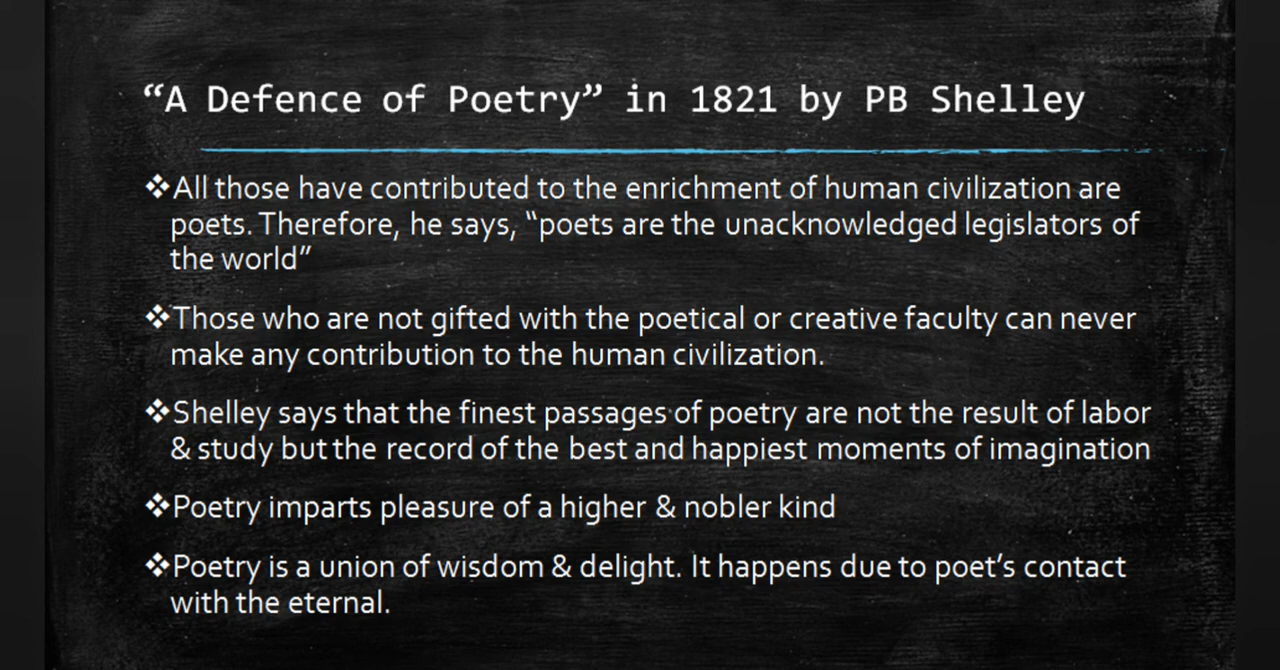 “A Defence of Poetry” in 1821 by PB Shelley
❖All those have contributed to the enrichment of human civilization are
poets. Therefore, he says, “poets are the unacknowledged legislators of
the world”
❖Those who are not gifted with the poetical or creative faculty can never
make any contribution to the human civilization.
❖Shelley says that the finest passages of poetry are not the result of labor
& study but the record of the best and happiest moments of imagination
❖Poetry imparts pleasure of a higher & nobler kind
❖Poetry is a union of wisdom & delight. It happens due to poet’s contact
with the eternal.